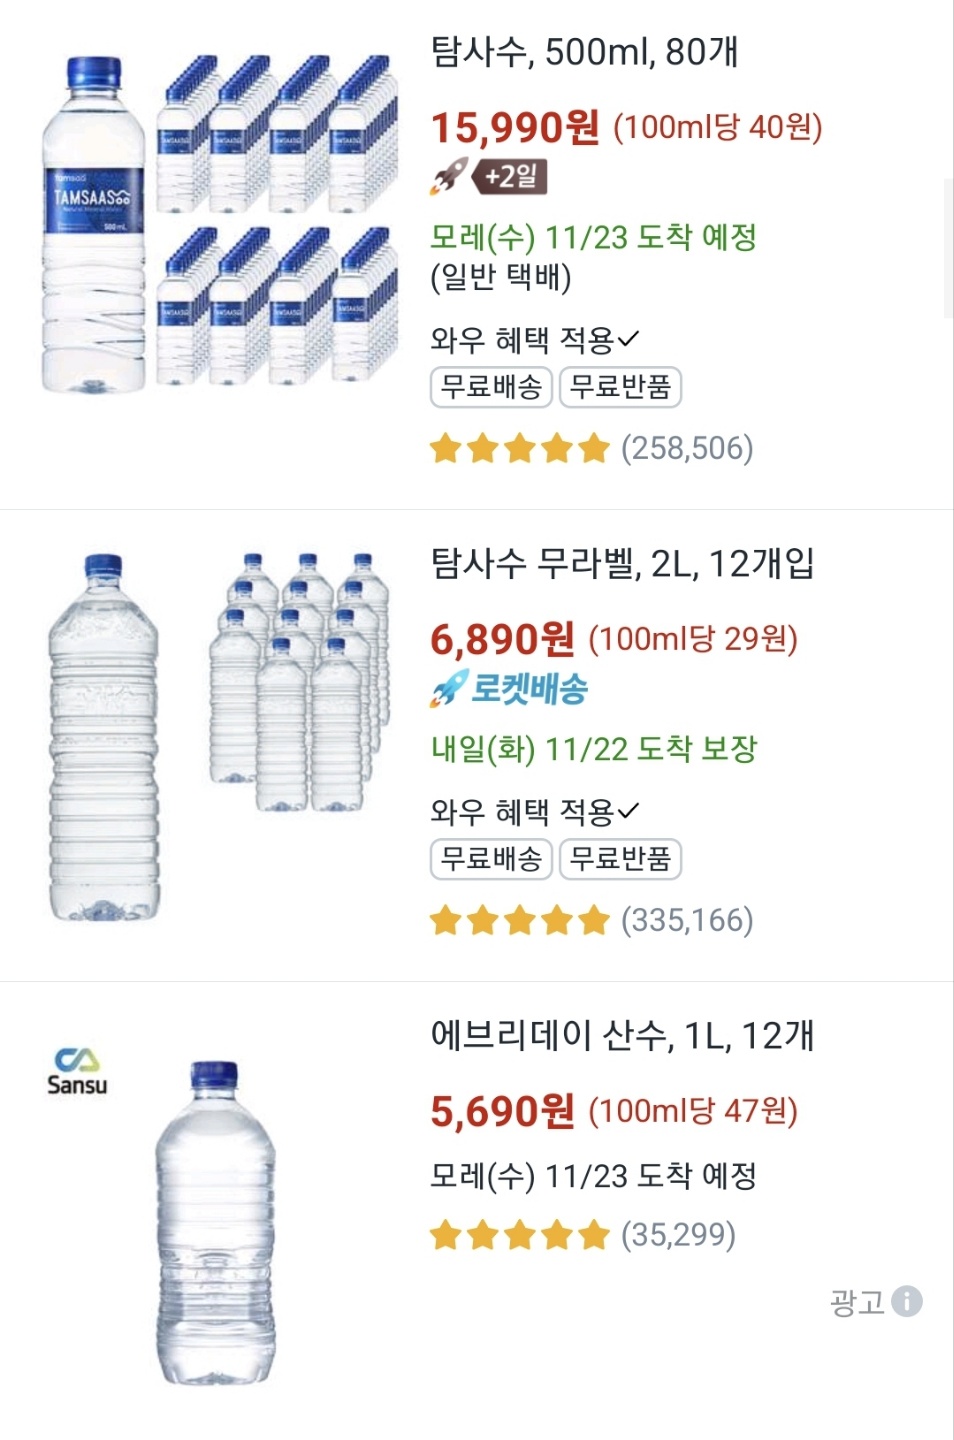 탐사수, 500ml, 80개
15,990원 (100ml당 40원)
+2일
모레(수) 11/23 도착 예정
(일반 택배)
와우 혜택 적용✓
무료배송 무료반품
(258,506)
TAMSAAS
500mL
탐사수 무라벨, 2L, 12개입
6,890원 (100ml당 29원)
로켓배송
내일(화) 11/22 도착 보장
와우 혜택 적용✓
무료배송 무료반품
(335,166)
Sansu
에브리데이 산수, 1L, 12개
5,690원 (100ml당 47원)
모레(수) 11/23 도착 예정
(35,299)
광고